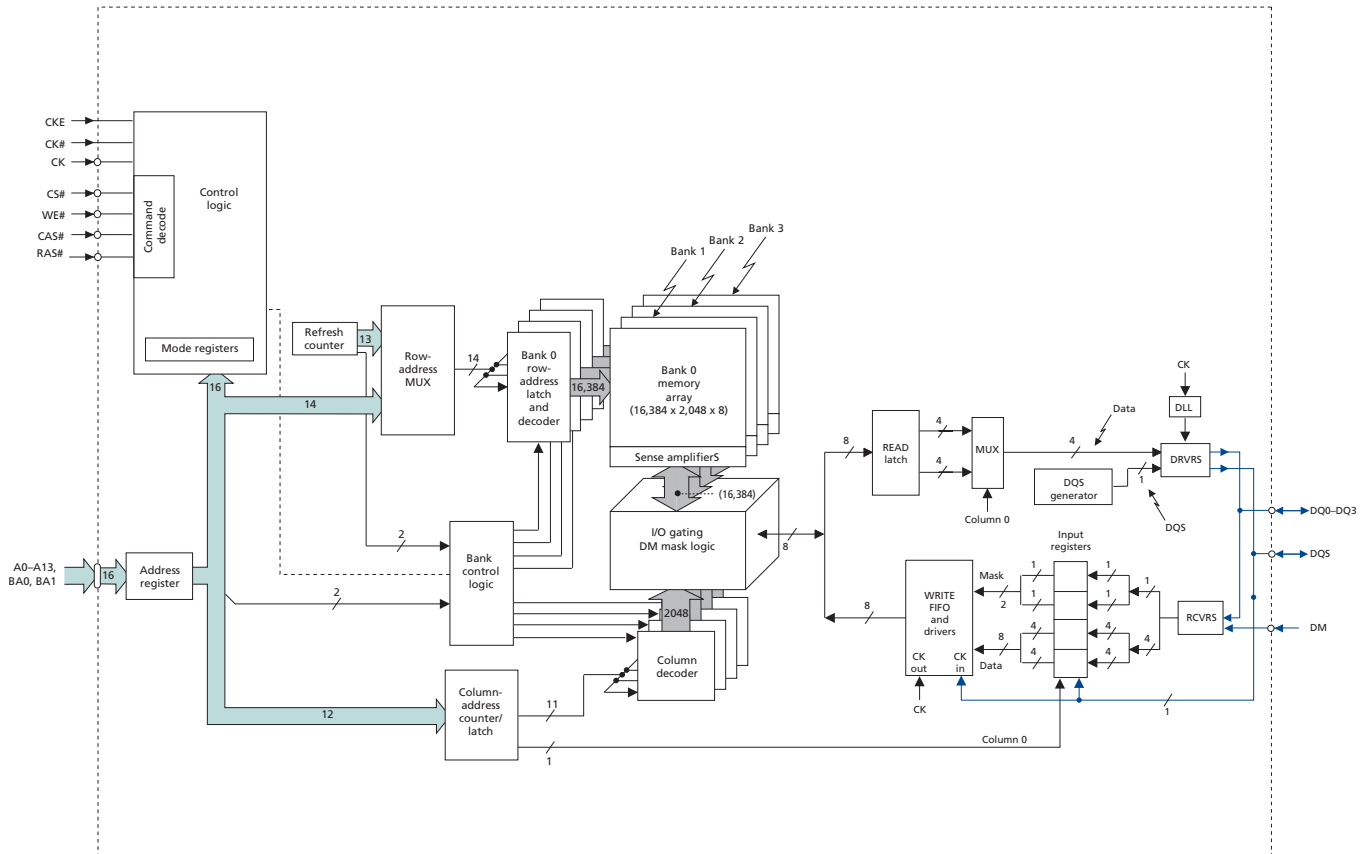 CKE
CK#
CK
CS#
WE#
CAS#
RAS#
Command
decode
Control
logic
Mode registers
Refresh
counter
13
Row-
address
MUX
14
16
14
Bank 0
row-
address
latch
and
decoder
16,384
Bank 1
Bank 2
Bank 3
Bank 0
memory
array
(16,384 x 2,048 x 8)
Sense amplifierS
(16,384)
I/O gating
DM mask logic
8
2048
Column
decoder
2
Bank
control
logic
2
A0–A13,
BA0, BA1
16
Address
register
12
Column-
address
counter/
latch
11
1
Column 0
8
READ
latch
4
4
MUX
Column 0
4
Data
CK
DLL
DRVRS
DQS
generator
1
DQS
DQ0–DQ3
DQS
DM
Input
registers
8
WRITE
FIFO
and
drivers
CK
out
CK
in
CK
Mask
2
8
Data
1
1
4
4
1
1
4
4
1
4
RCVRS
1